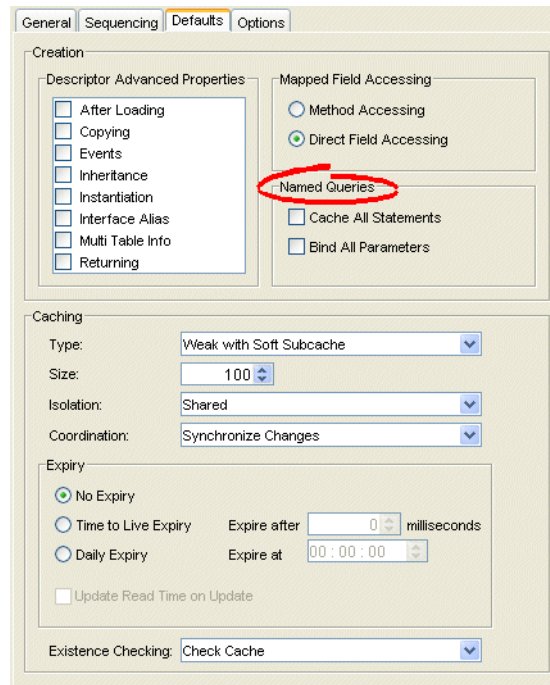 General Sequencing Defaults Options
Creation
Descriptor Advanced Properties
After Loading
Copying
Events
Inheritance
Instantiation
Interface Alias
Multi Table Info
Returning
Mapped Field Accessing
Method Accessing
Direct Field Accessing
Named Queries
Cache All Statements
Bind All Parameters
Caching
Type: Weak with Soft Subcache
Size: 100
Isolation: Shared
Coordination: Synchronize Changes
Expiry
No Expiry
Time to Live Expiry Expire after 0 milliseconds
Daily Expiry Expire at 00:00:00
Update Read Time on Update
Existence Checking: Check Cache